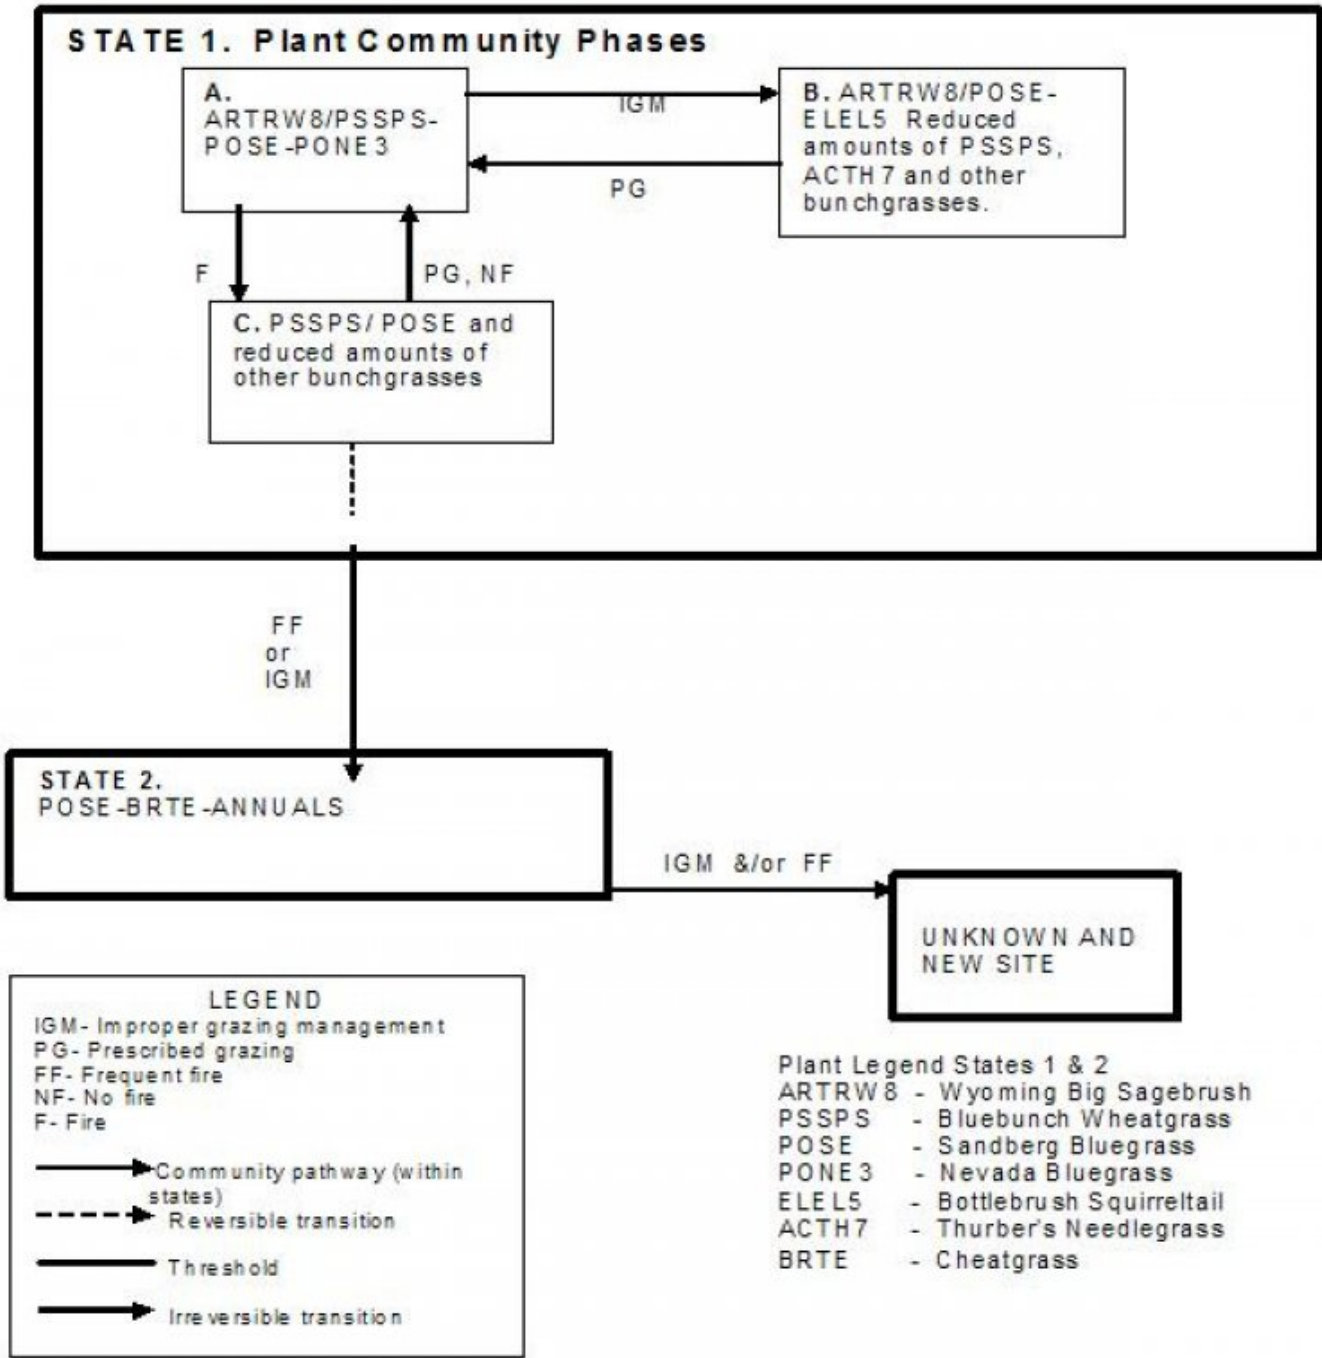 STATE 1. Plant Community Phases
A.
ARTRW8/PSSPS-
POSE-PONE3
IGM
PG
B. ARTRW8/POSE-
ELEL5 Reduced
amounts of PSSPS,
ACTH7 and other
bunchgrasses.
F
PG, NF
C. PSSPS/ POSE and
reduced amounts of
other bunchgrasses
FF
or
IGM
STATE 2.
POSE-BRTE-ANNUALS
IGM &/or FF
UNKNOWN AND
NEW SITE
LEGEND
IGM- Improper grazing management
PG- Prescribed grazing
FF- Frequent fire
NF- No fire
F- Fire
Community pathway (within
states)
Reversible transition
Threshold
Irreversible transition
Plant Legend States 1 & 2
ARTRW8 - Wyoming Big Sagebrush
PSSPS - Bluebunch Wheatgrass
POSE - Sandberg Bluegrass
PONE3 - Nevada Bluegrass
ELEL5 - Bottlebrush Squirreltail
ACTH7 - Thurber's Needlegrass
BRTE - Cheatgrass